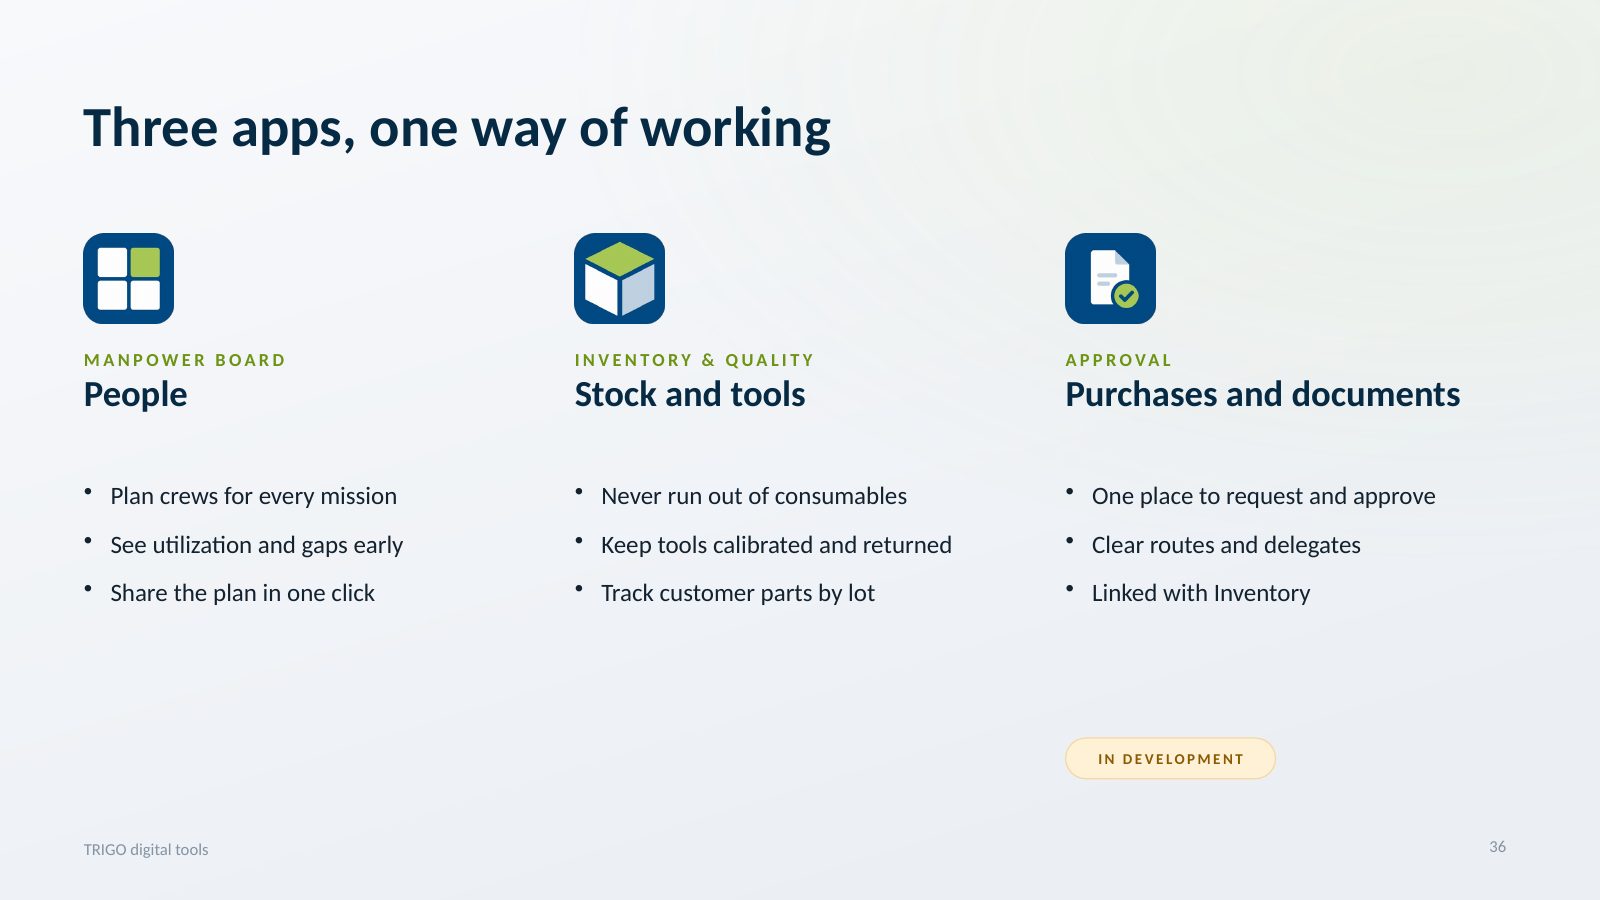 Three apps, one way of working
MANPOWER BOARD
People
• Plan crews for every mission
• See utilization and gaps early
• Share the plan in one click
INVENTORY & QUALITY
Stock and tools
• Never run out of consumables
• Keep tools calibrated and returned
• Track customer parts by lot
APPROVAL
Purchases and documents
• One place to request and approve
• Clear routes and delegates
• Linked with Inventory
IN DEVELOPMENT
TRIGO digital tools
36